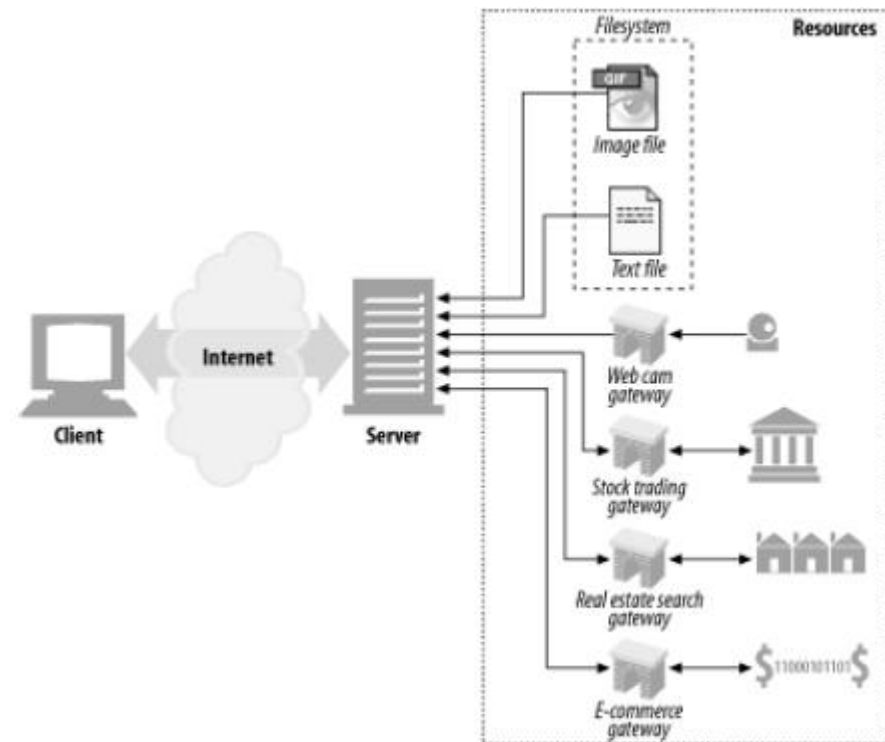 Filesystem
Resources
GIF
Image file
Text file
Internet
Client
Server
Web cam
gateway
Stock trading
gateway
Real estate search
gateway
$11000101101$
E-commerce
gateway